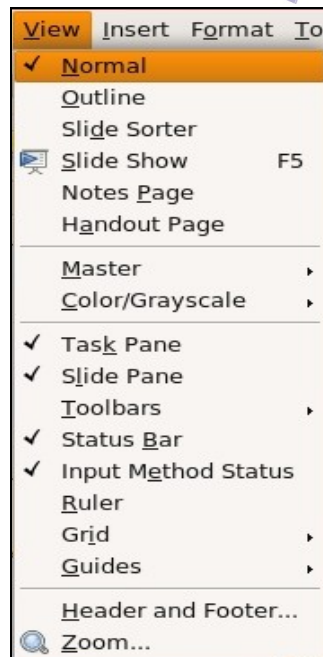 View Insert Format To
Normal
Outline
Slide Sorter
Slide Show F5
Notes Page
Handout Page
Master
Color/Grayscale
Task Pane
Slide Pane
Toolbars
Status Bar
Input Method Status
Ruler
Grid
Guides
Header and Footer...
Zoom...